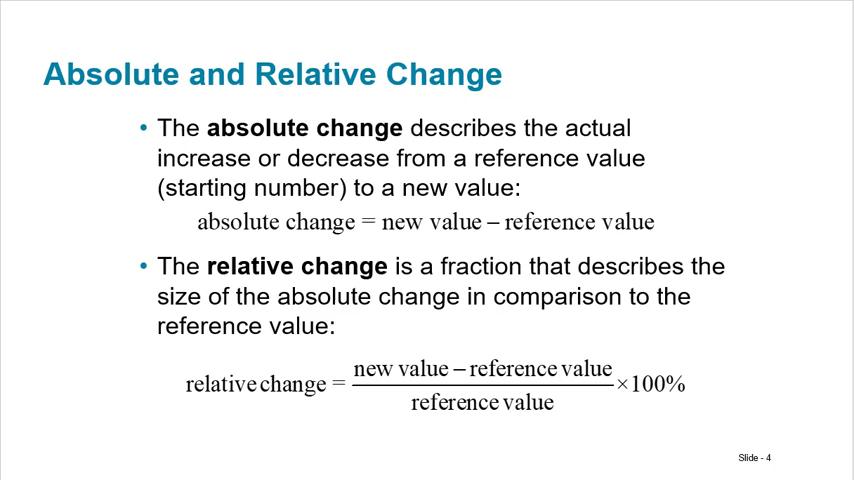 Absolute and Relative Change
• The absolute change describes the actual
increase or decrease from a reference value
(starting number) to a new value:
absolute change = new value – reference value
• The relative change is a fraction that describes the
size of the absolute change in comparison to the
reference value:
new value – reference value
relative change = ×100%
reference value
Slide - 4